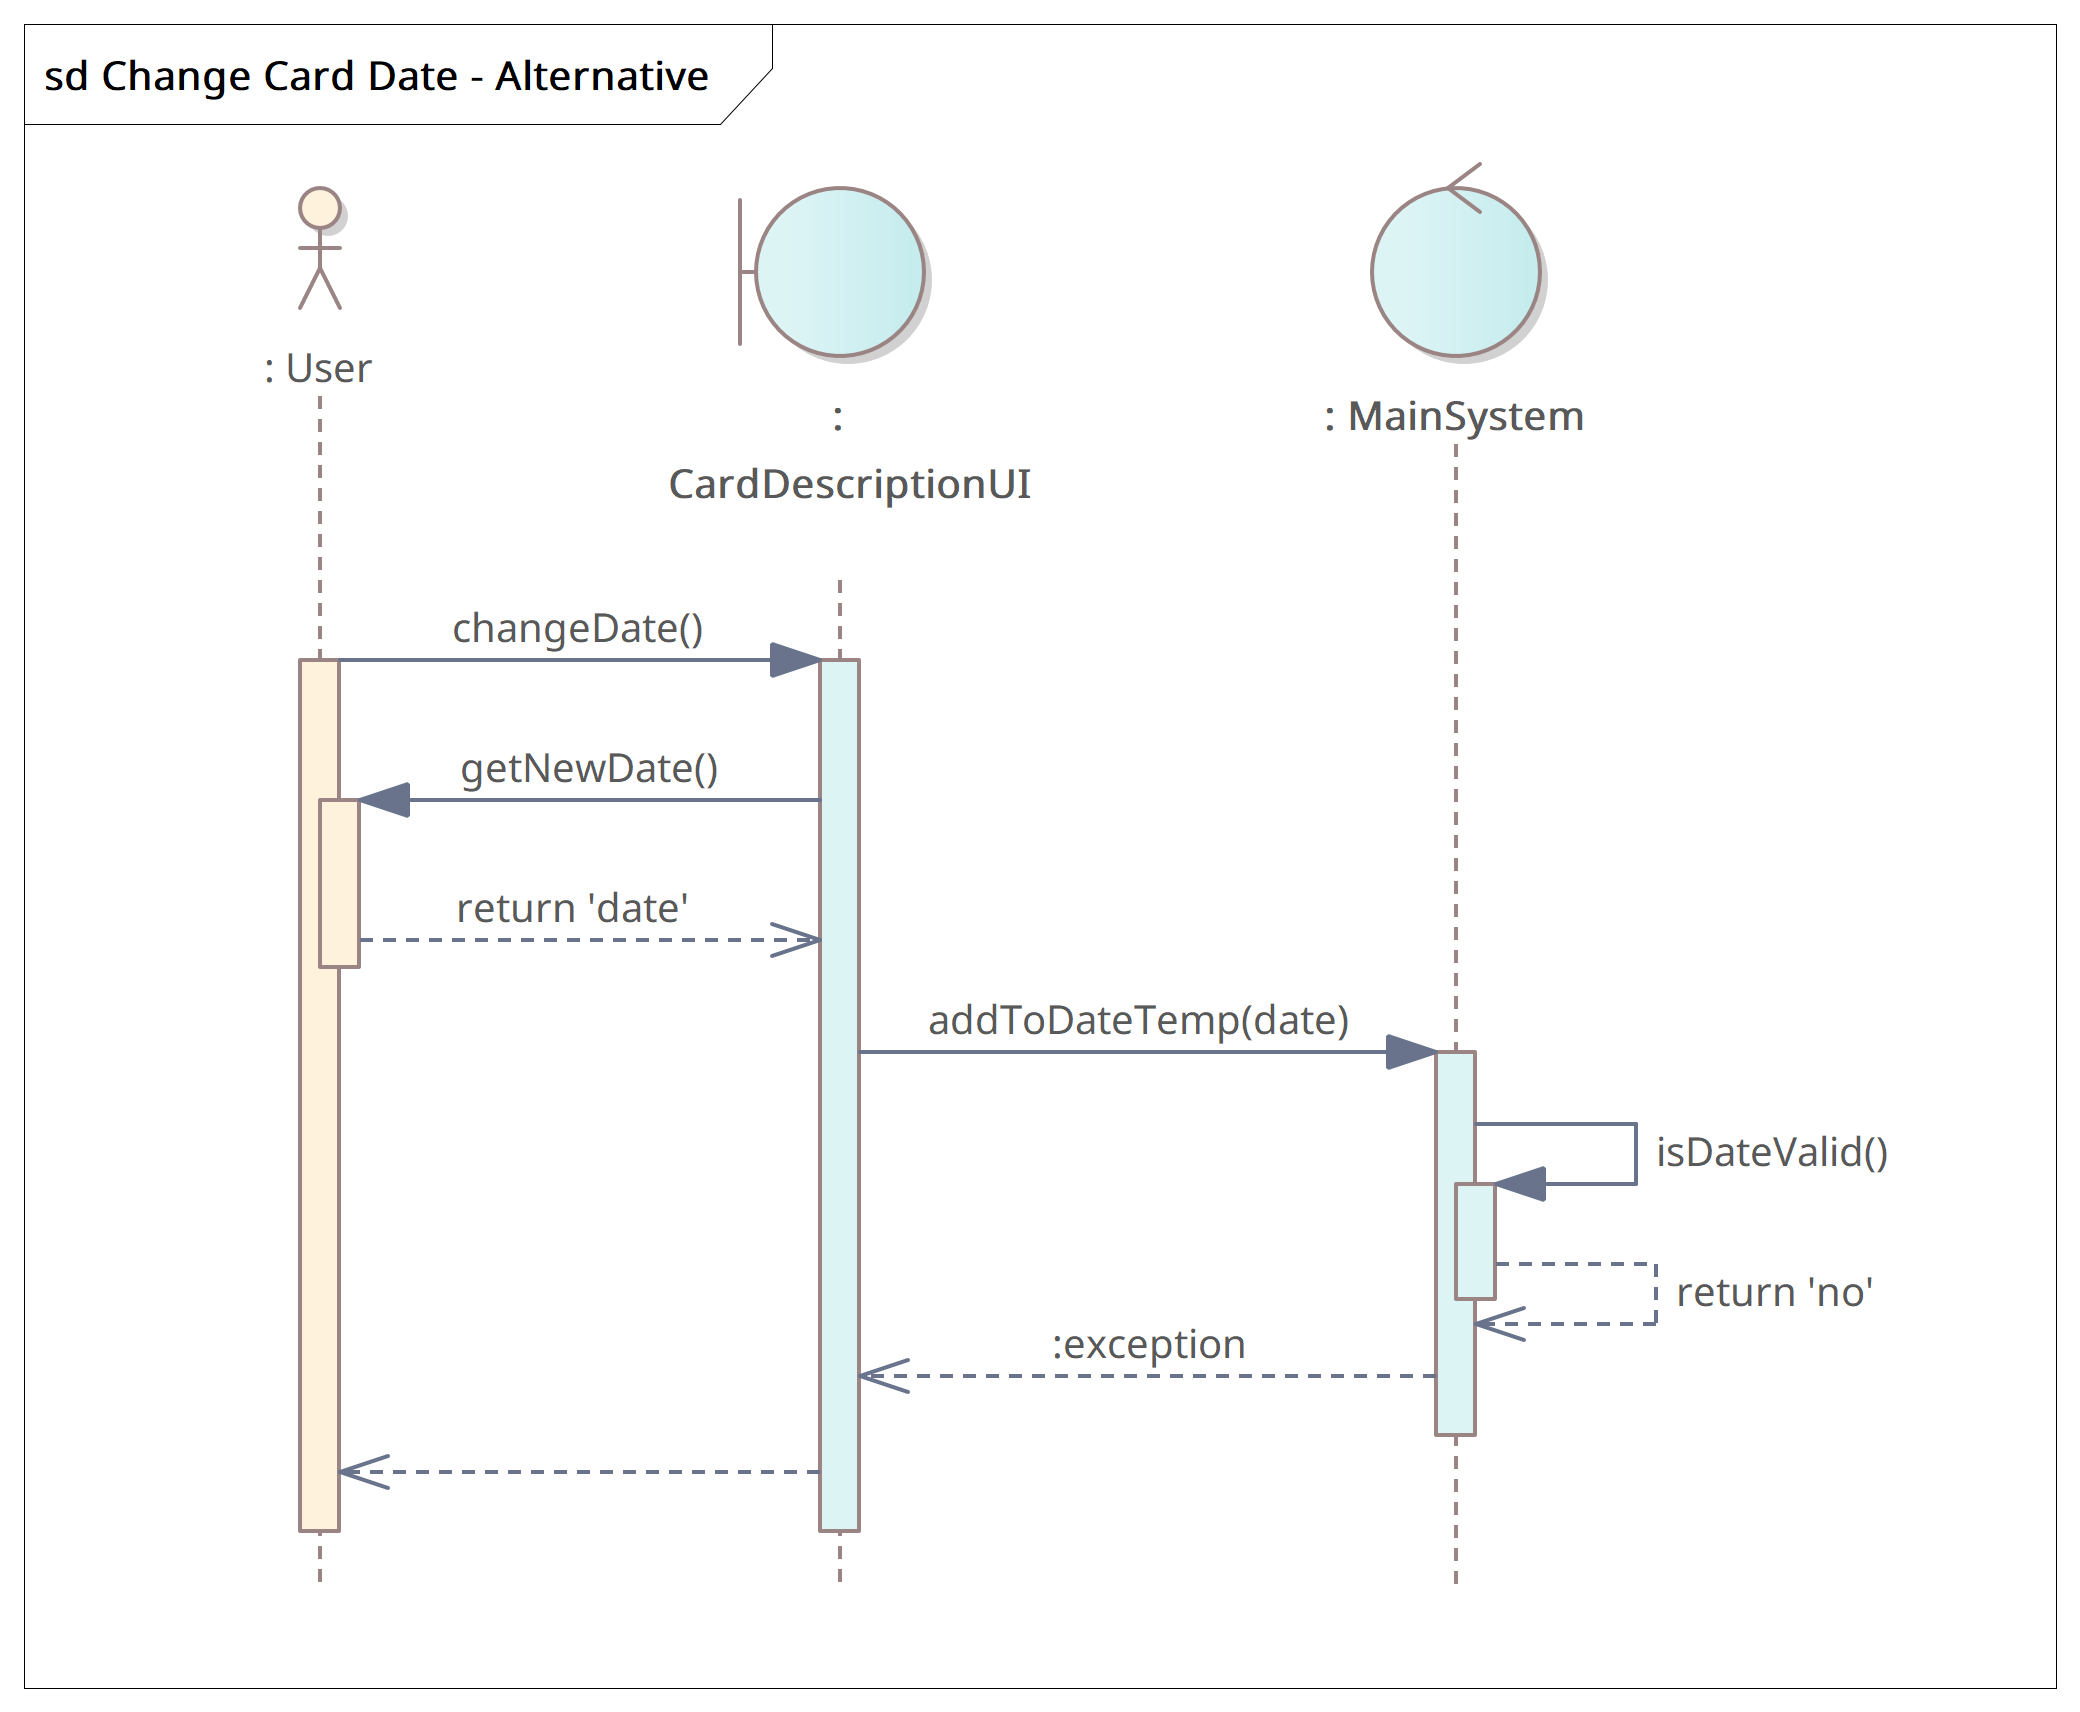 sd Change Card Date - Alternative
: User
:
CardDescriptionUI
: MainSystem
changeDate()
getNewDate()
return 'date'
addToDateTemp(date)
isDateValid()
return 'no'
:exception